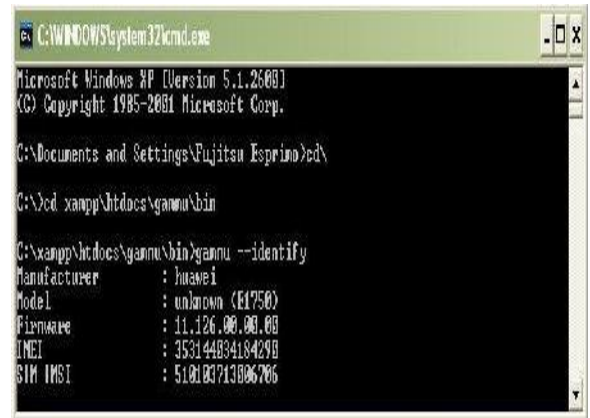 C:\WINDOWS\system32\cmd.exe
Microsoft Windows XP [Version 5.1.2600]
(C) Copyright 1985-2001 Microsoft Corp.
C:\Documents and Settings\Fujitsu Esprimo>cd\
C:\>cd xampp\htdocs\gammu\bin
C:\xampp\htdocs\gammu\bin>gammu --identify
Manufacturer : huawei
Model : unknown (E1750)
Firmware : 11.126.00.00.00
IMEI : 353144034184290
SIM IMSI : 510103713006706